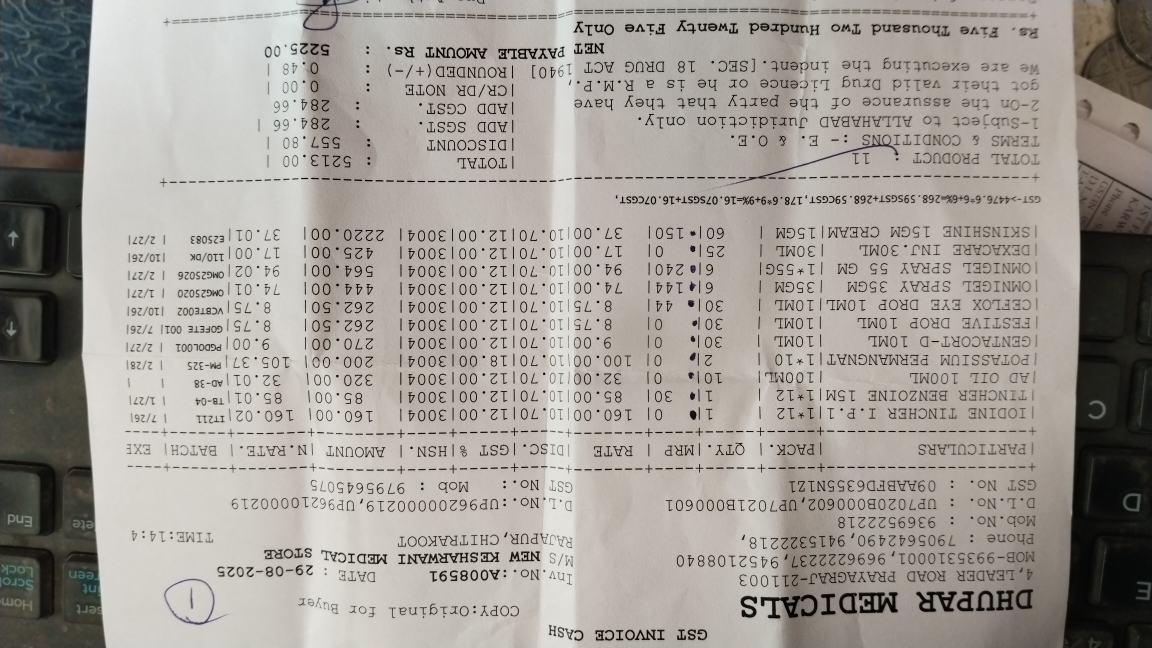 GST INVOICE CASH
DHUPAR MEDICALS
COPY:original for Buyer
1
4,LEADER ROAD PRAYAGRAJ-211003
Inv.No.:A008591 DATE : 29-08-2025
MOB-9935310001,9696222237,9452108840
M/S NEW KESHARWANI MEDICAL STORE
Phone : 7905642490,9415322218,
RAJAPUR,CHITRAKOOT TIME:14:4
Mob.No. : 9369522218
D.L.No. : UP7020B000602,UP7021B000601
D.L.No.:UP9620000219,UP9621000219
GST No. : 09AABFD6355N1Z1
GST No.: Mob : 9795645075
|PARTICULARS |PACK.| QTY.|MRP | RATE |DISC.|GST %|HSN.| AMOUNT |N.RATE.| BATCH| EXE
|IODINE TINCHER I.P.I|1*12 | 1| 0| 160.00|10.70|12.00|3004| 160.00| 160.02|IT211 | 7/26|
|TINCHER BENZOINE 15M|1*12 | 1| 30| 85.00|10.70|12.00|3004| 85.00| 85.01|TB-04 | 1/27|
|AD OIL 100ML |100ML| 10| 0| 32.00|10.70|12.00|3004| 320.00| 32.01|AD-38 | |
|POTASSIUM PERMANGNAT|1*10 | 2| 0| 100.00|10.70|18.00|3004| 200.00| 105.37|PM-325 | 2/28|
|GENTACORT-D 10ML |10ML | 30| 0| 9.00|10.70|12.00|3004| 270.00| 9.00|PGDDL001 | 2/27|
|FESTIVE DROP 10ML |10ML | 30| 0| 8.75|10.70|12.00|3004| 262.50| 8.75|GOFETE 001| 7/26|
|CEFLOX EYE DROP 10ML|10ML | 30| 44| 8.75|10.70|12.00|3004| 262.50| 8.75|VCBTE002 |10/26|
|OMNIGEL SPRAY 35GM |35GM | 6|144| 74.00|10.70|12.00|3004| 444.00| 74.01|OMG25020 | 1/27|
|OMNIGEL SPRAY 55 GM |1*55G| 6|240| 94.00|10.70|12.00|3004| 564.00| 94.02|OMG25026 | 2/27|
|DEXACARE INJ.30ML |30ML | 25| 0| 17.00|10.70|12.00|3004| 425.00| 17.00|110/DK |10/26|
|SKINSHINE 15GM CREAM|15GM | 60|150| 37.00|10.70|12.00|3004| 2220.00| 37.01|E25083 | 2/27|
GST->4476.6*6+6%=268.59SGST+268.59CGST,178.6*9+9%=16.07SGST+16.07CGST,
TOTAL PRODUCT : 11 |TOTAL : 5213.00 |
TERMS & CONDITIONS :- E. & O.E. |DISCOUNT : 557.80 |
1-Subject to ALLAHABAD Juridiction only. |ADD SGST : 284.66 |
2-On the assurance of the party that they have |ADD CGST. : 284.66
got their valid Drug Licence or he is a R.M.P., |CR/DR NOTE : 0.00 |
We are executing the indent.[SEC. 18 DRUG ACT 1940] |ROUNDED(+/-) : 0.48 |
NET PAYABLE AMOUNT Rs. : 5225.00
Rs. Five Thousand Two Hundred Twenty Five Only
Home
Scroll
Lock
End
C
D
E